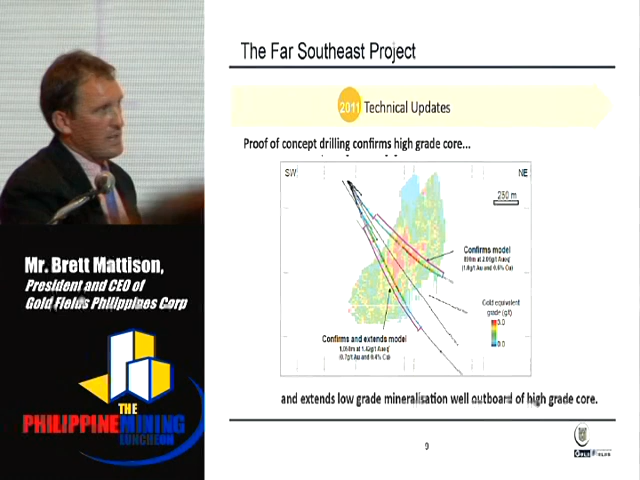 The Far Southeast Project
2011 Technical Updates
Proof of concept drilling confirms high grade core...
SW
NE
250 m
Confirms model
Gold equivalent
grade (g/t)
3.0
0.0
Confirms and extends model
and extends low grade mineralisation well outboard of high grade core.
9
Mr. Brett Mattison,
President and CEO of
Gold Fields Philippines Corp
THE
PHILIPPINE MINING
LUNCHEON
GOLD FIELDS